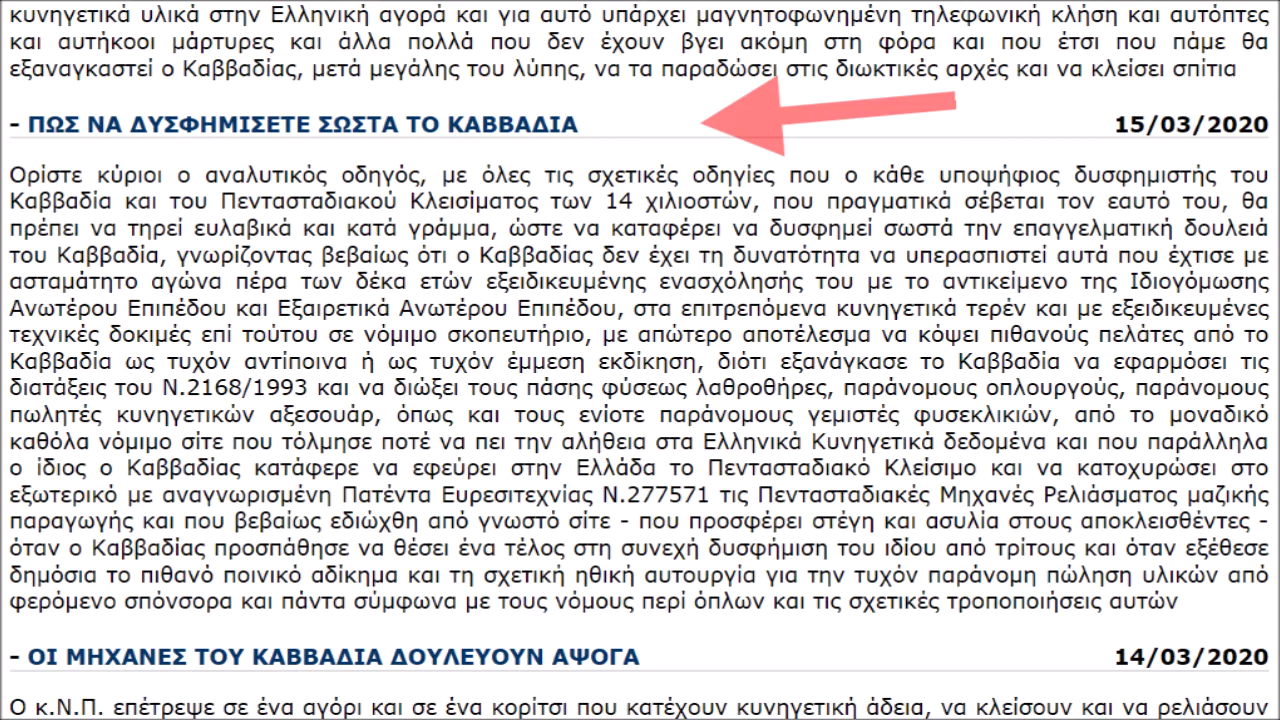 κυνηγετικά υλικά στην Ελληνική αγορά και για αυτό υπάρχει μαγνητοφωνημένη τηλεφωνική κλήση και αυτόπτες
και αυτήκοοι μάρτυρες και άλλα πολλά που δεν έχουν βγει ακόμη στη φόρα και που έτσι που πάμε θα
εξαναγκαστεί ο Καββαδίας, μετά μεγάλης του λύπης, να τα παραδώσει στις διωκτικές αρχές και να κλείσει σπίτια
- ΠΩΣ ΝΑ ΔΥΣΦΗΜΙΣΕΤΕ ΣΩΣΤΑ ΤΟ ΚΑΒΒΑΔΙΑ 15/03/2020
Ορίστε κύριοι ο αναλυτικός οδηγός, με όλες τις σχετικές οδηγίες που ο κάθε υποψήφιος δυσφημιστής του
Καββαδία και του Πεντασταδιακού Κλεισίματος των 14 χιλιοστών, που πραγματικά σέβεται τον εαυτό του, θα
πρέπει να τηρεί ευλαβικά και κατά γράμμα, ώστε να καταφέρει να δυσφημεί σωστά την επαγγελματική δουλειά
του Καββαδία, γνωρίζοντας βεβαίως ότι ο Καββαδίας δεν έχει τη δυνατότητα να υπερασπιστεί αυτά που έχτισε με
ασταμάτητο αγώνα πέρα των δέκα ετών εξειδικευμένης ενασχόλησής του με το αντικείμενο της Ιδιογόμωσης
Ανωτέρου Επιπέδου και Εξαιρετικά Ανωτέρου Επιπέδου, στα επιτρεπόμενα κυνηγετικά τερέν και με εξειδικευμένες
τεχνικές δοκιμές επί τούτου σε νόμιμο σκοπευτήριο, με απώτερο αποτέλεσμα να κόψει πιθανούς πελάτες από το
Καββαδία ως τυχόν αντίποινα ή ως τυχόν έμμεση εκδίκηση, διότι εξανάγκασε το Καββαδία να εφαρμόσει τις
διατάξεις του Ν.2168/1993 και να διώξει τους πάσης φύσεως λαθροθήρες, παράνομους οπλουργούς, παράνομους
πωλητές κυνηγετικών αξεσουάρ, όπως και τους ενίοτε παράνομους γεμιστές φυσεκλικιών, από το μοναδικό
καθόλα νόμιμο σίτε που τόλμησε ποτέ να πει την αλήθεια στα Ελληνικά Κυνηγετικά δεδομένα και που παράλληλα
ο ίδιος ο Καββαδίας κατάφερε να εφεύρει στην Ελλάδα το Πεντασταδιακό Κλείσιμο και να κατοχυρώσει στο
εξωτερικό με αναγνωρισμένη Πατέντα Ευρεσιτεχνίας Ν.277571 τις Πεντασταδιακές Μηχανές Ρελιάσματος μαζικής
παραγωγής και που βεβαίως εδιώχθη από γνωστό σίτε - που προσφέρει στέγη και ασυλία στους αποκλεισθέντες -
όταν ο Καββαδίας προσπάθησε να θέσει ένα τέλος στη συνεχή δυσφήμιση του ιδίου από τρίτους και όταν εξέθεσε
δημόσια το πιθανό ποινικό αδίκημα και τη σχετική ηθική αυτουργία για την τυχόν παράνομη πώληση υλικών από
φερόμενο σπόνσορα και πάντα σύμφωνα με τους νόμους περί όπλων και τις σχετικές τροποποιήσεις αυτών
- ΟΙ ΜΗΧΑΝΕΣ ΤΟΥ ΚΑΒΒΑΔΙΑ ΔΟΥΛΕΥΟΥΝ ΑΨΟΓΑ 14/03/2020
Ο κ.Ν.Π. επέτρεψε σε ένα αγόρι και σε ένα κορίτσι που κατέχουν κυνηγετική άδεια, να κλείσουν και να ρελιάσουν